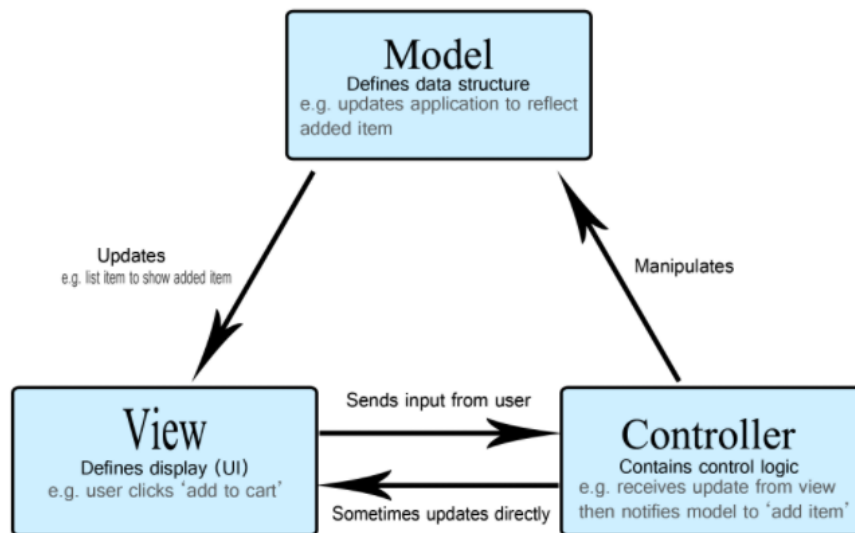 Model
Defines data structure
e.g. updates application to reflect
added item
Updates
e.g. list item to show added item
Manipulates
View
Defines display (UI)
e.g. user clicks ‘add to cart’
Sends input from user
Sometimes updates directly
Controller
Contains control logic
e.g. receives update from view
then notifies model to ‘add item’